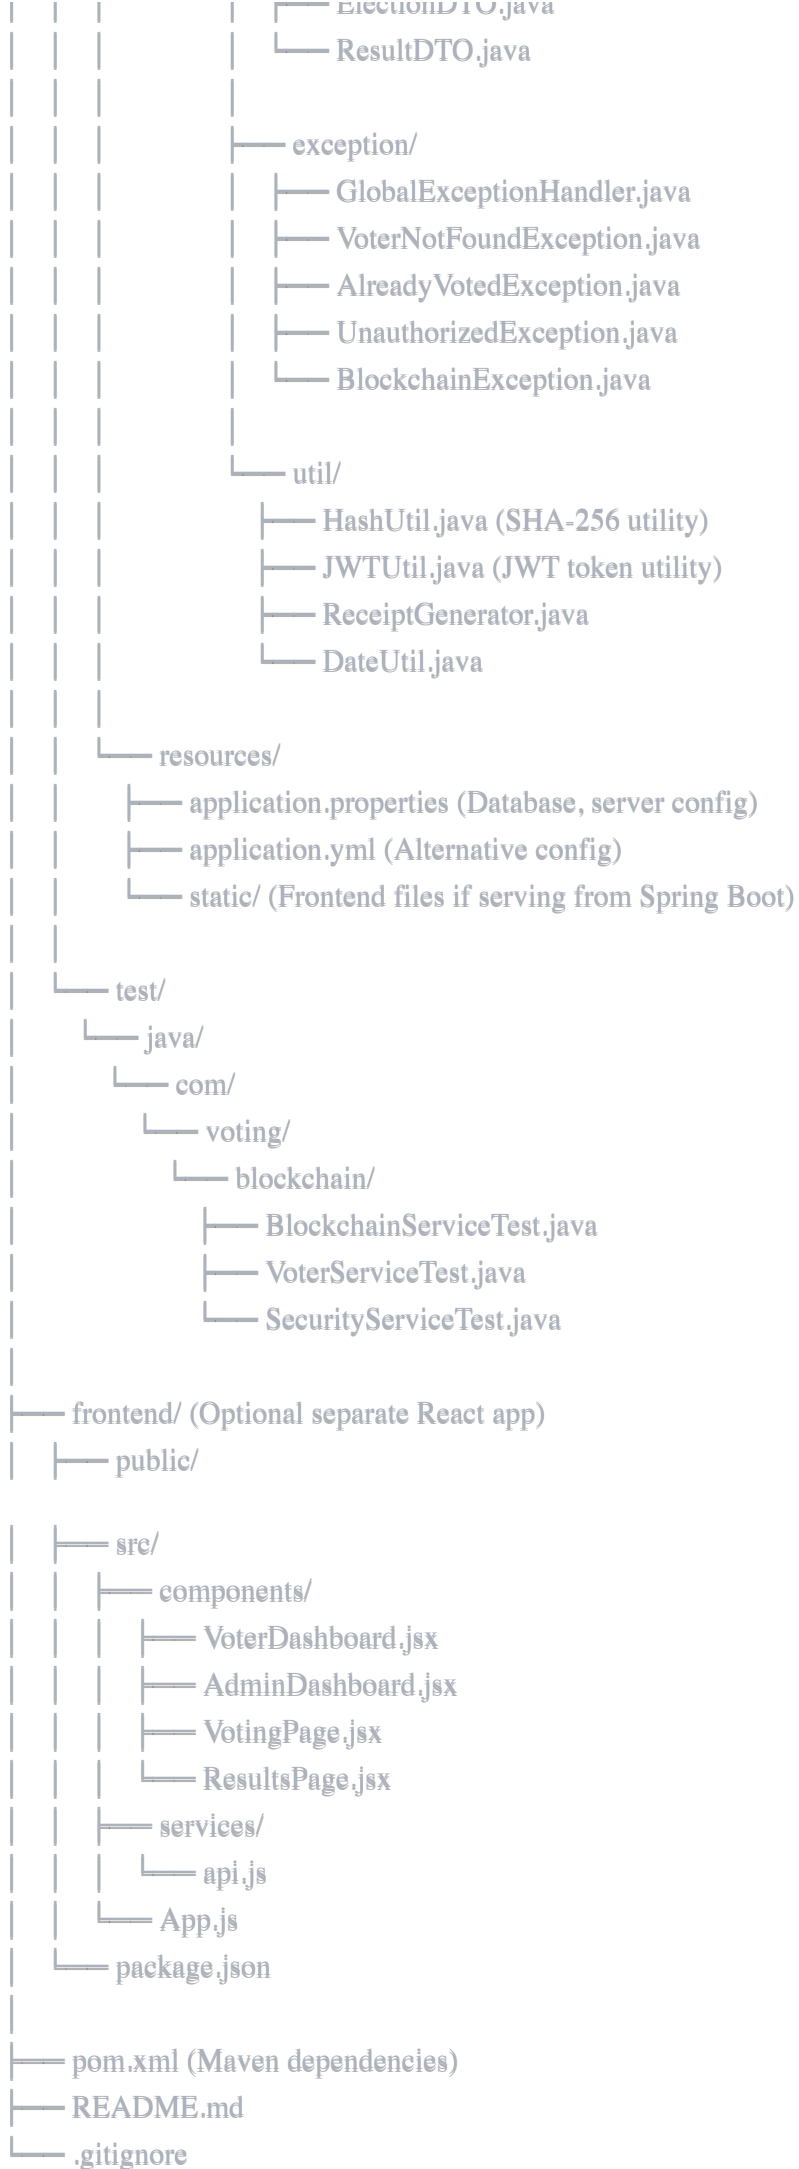 │   │   │           │   ├── ElectionDTO.java
│   │   │           │   └── ResultDTO.java
│   │   │           │
│   │   │           ├── exception/
│   │   │           │   ├── GlobalExceptionHandler.java
│   │   │           │   ├── VoterNotFoundException.java
│   │   │           │   ├── AlreadyVotedException.java
│   │   │           │   ├── UnauthorizedException.java
│   │   │           │   └── BlockchainException.java
│   │   │           │
│   │   │           └── util/
│   │   │               ├── HashUtil.java (SHA-256 utility)
│   │   │               ├── JWTUtil.java (JWT token utility)
│   │   │               ├── ReceiptGenerator.java
│   │   │               └── DateUtil.java
│   │   │
│   │   └── resources/
│   │       ├── application.properties (Database, server config)
│   │       ├── application.yml (Alternative config)
│   │       └── static/ (Frontend files if serving from Spring Boot)
│   │
│   └── test/
│       └── java/
│           └── com/
│               └── voting/
│                   └── blockchain/
│                       ├── BlockchainServiceTest.java
│                       ├── VoterServiceTest.java
│                       └── SecurityServiceTest.java
│
├── frontend/ (Optional separate React app)
│   ├── public/
│   ├── src/
│   │   ├── components/
│   │   │   ├── VoterDashboard.jsx
│   │   │   ├── AdminDashboard.jsx
│   │   │   ├── VotingPage.jsx
│   │   │   └── ResultsPage.jsx
│   │   ├── services/
│   │   │   └── api.js
│   │   └── App.js
│   └── package.json
│
├── pom.xml (Maven dependencies)
├── README.md
└── .gitignore